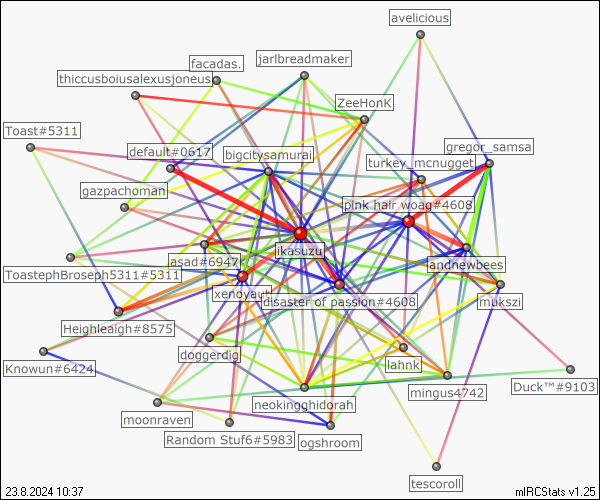 avelicious
facadas.
jarlbreadmaker
thiccusboiusalexusjoneus
ZeeHonK
Toast#5311
default#0617
bigcitysamurai
gregor_samsa
turkey_mcnugget
gazpachoman
pink hair woag#4608
ikasuzu
asad#6947
andnewbees
ToastephBroseph5311#5311
xenoyaut
disaster of passion#4608
mukszi
Heighleaigh#8575
doggerdig
lahnk
Knowun#6424
mingus4742
Duck™#9103
neokingghidorah
moonraven
Random Stuf6#5983
ogshroom
tescoroll
23.8.2024 10:37
mIRCStats v1.25